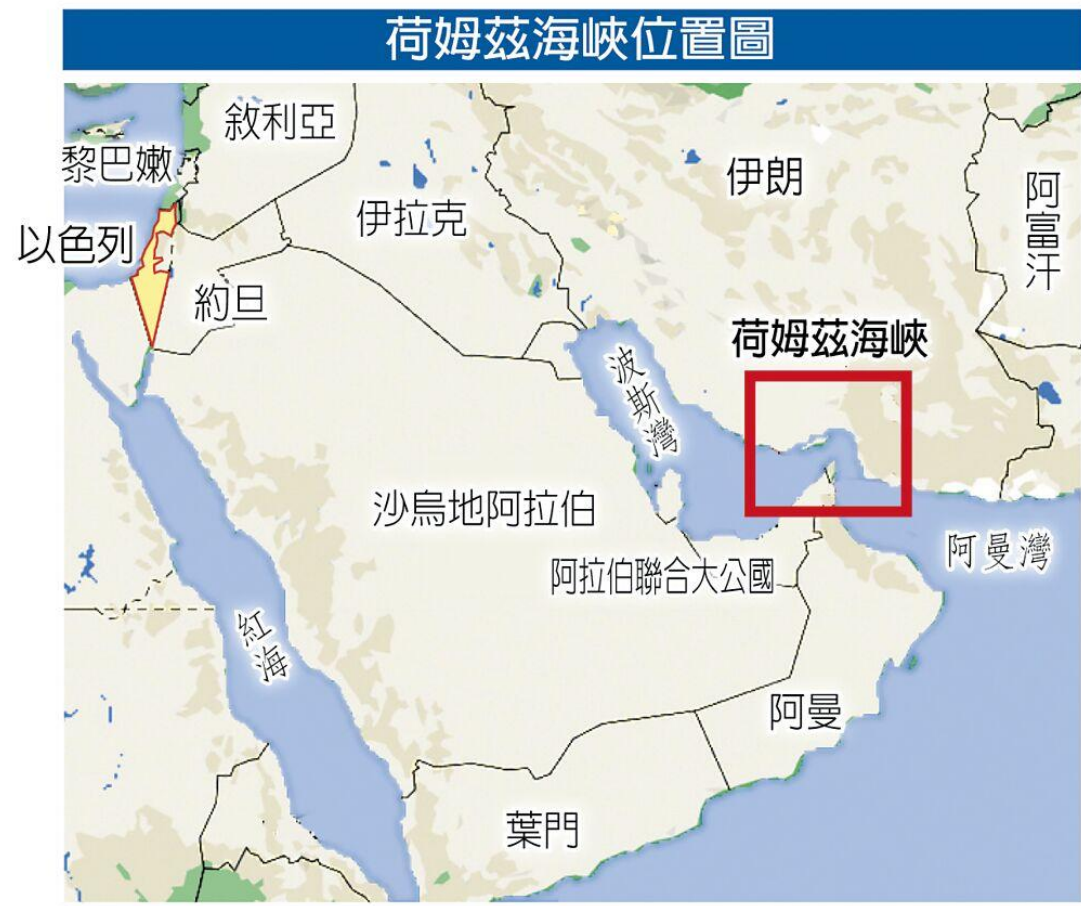 荷姆茲海峽位置圖
敘利亞
黎巴嫩
伊朗
阿富汗
伊拉克
以色列
約旦
荷姆茲海峽
波斯灣
沙烏地阿拉伯
阿曼灣
阿拉伯聯合大公國
紅海
阿曼
葉門